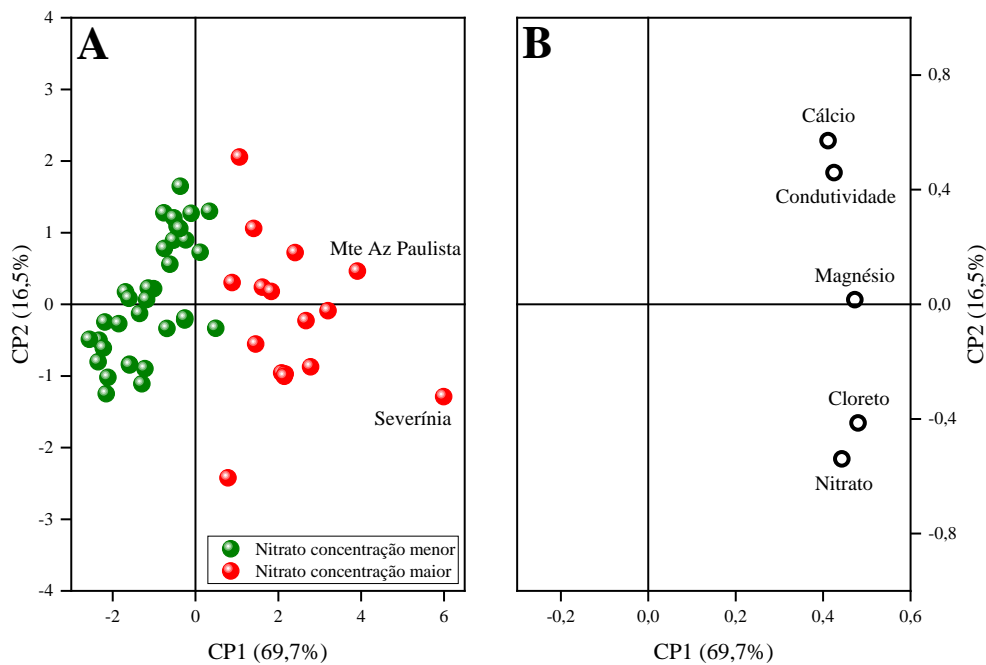 A
4
3
2
1
0
-1
-2
-3
-4
CP2 (16,5%)
Mte Az Paulista
Severínia
Nitrato concentração menor
Nitrato concentração maior
-2
0
2
4
6
CP1 (69,7%)
B
Cálcio
Condutividade
Magnésio
Cloreto
Nitrato
0,8
0,4
0,0
-0,4
-0,8
CP2 (16,5%)
-0,2
0,0
0,2
0,4
0,6
CP1 (69,7%)